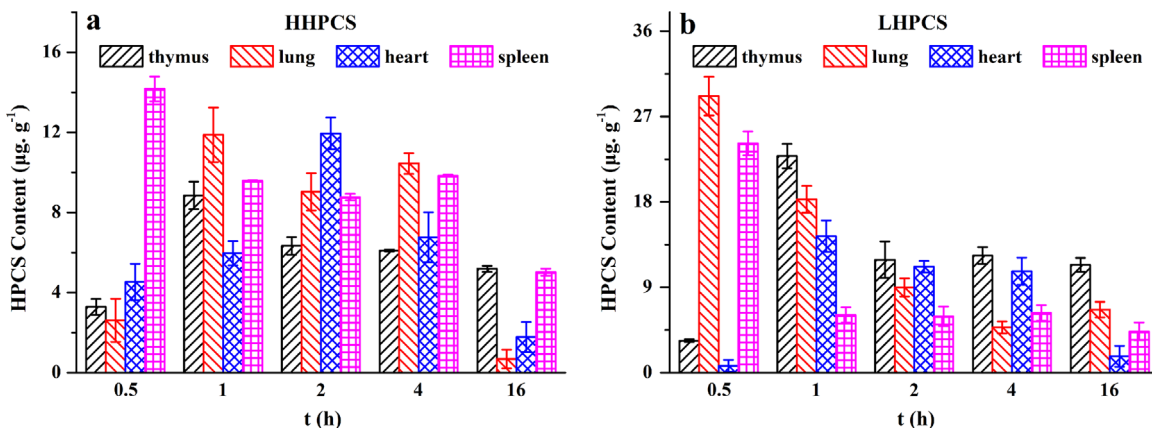 a
HHPCS
thymus lung heart spleen
HPCS Content (μg. g-1)
16
12
8
4
0
0.5 1 2 4 16
t (h)
b
LHPCS
thymus lung heart spleen
HPCS Content (μg. g-1)
36
27
18
9
0
0.5 1 2 4 16
t (h)